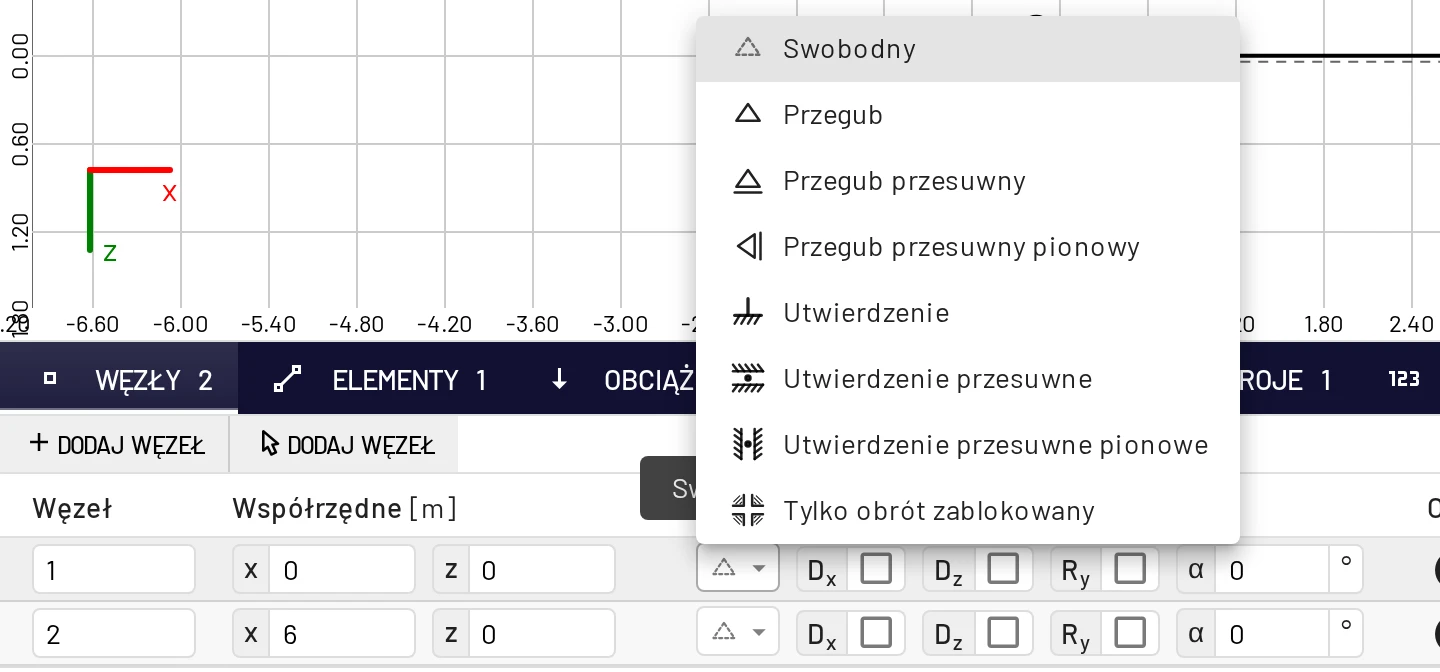 0.00
0.60
1.20
1.80
x
z
-6.60 -6.00 -5.40 -4.80 -4.20 -3.60 -3.00 1.80 2.40
Swobodny
Przegub
Przegub przesuwny
Przegub przesuwny pionowy
Utwierdzenie
Utwierdzenie przesuwne
Utwierdzenie przesuwne pionowe
Tylko obrót zablokowany
WĘZŁY 2 ELEMENTY 1 OBCIĄŻ ROJE 1 123
+ DODAJ WĘZEŁ DODAJ WĘZEŁ
Sw
Węzeł Współrzędne [m]
1 x 0 z 0 Dx Dz Ry α 0 °
2 x 6 z 0 Dx Dz Ry α 0 °